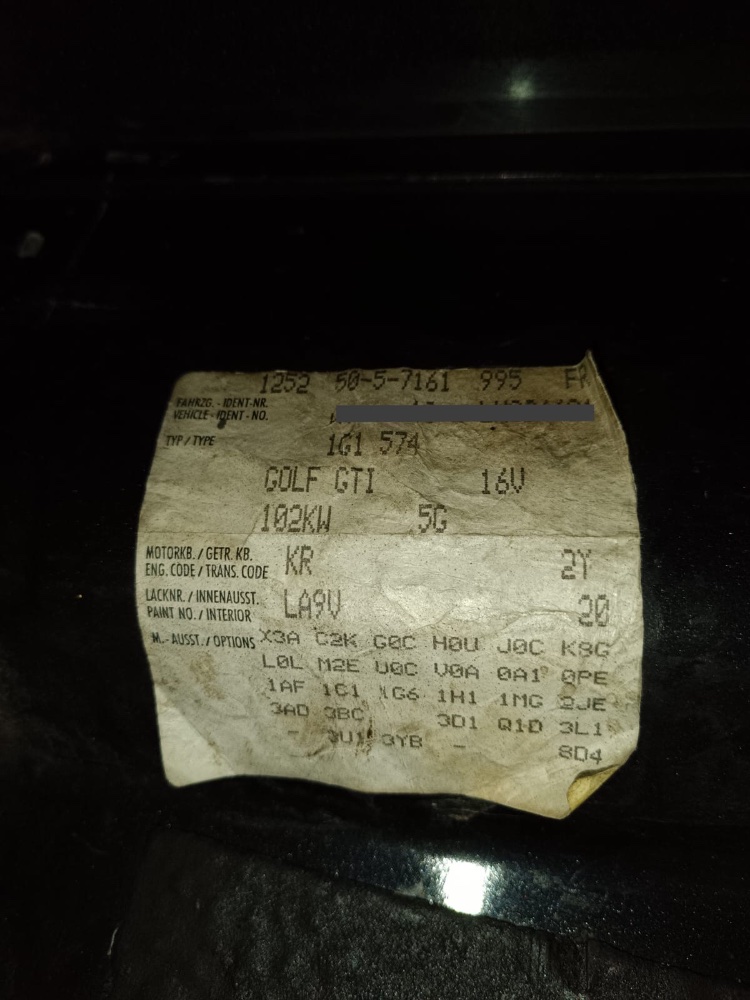 1252 50-5-7161 995 FR
FAHRZG.-IDENT-NR.
VEHICLE-IDENT-NO.
TYP / TYPE 1G1 574
GOLF GTI 16V
102KW 5G
MOTORKB. / GETR. KB.
ENG. CODE / TRANS. CODE KR 2Y
LACKNR. / INNENAUSST.
PAINT NO. / INTERIOR LA9V 20
M.-AUSST. / OPTIONS X3A C2K G0C H0U J0C K8G
L0L M2E U0C V0A 0A1 0PE
1AF 1C1 1G6 1H1 1MG 2JE
3AD 3BC 3D1 Q1D 3L1
- 3U1 3YB - 8D4